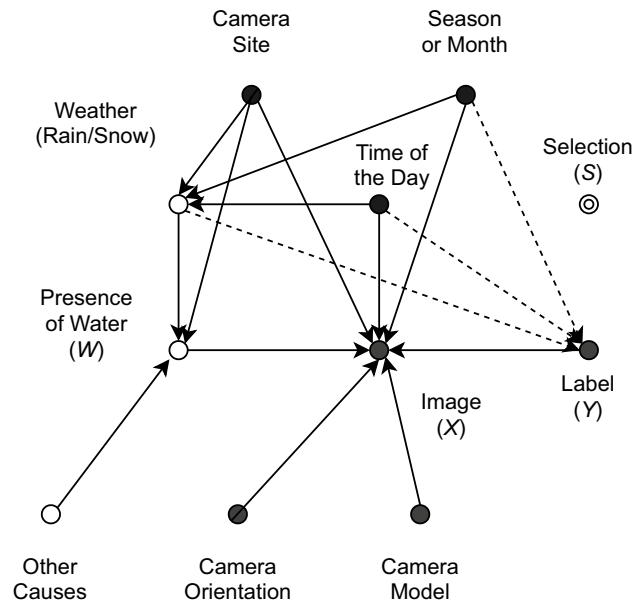 Camera
Site
Season
or Month
Weather
(Rain/Snow)
Time of
the Day
Selection
(S)
Presence
of Water
(W)
Image
(X)
Label
(Y)
Other
Causes
Camera
Orientation
Camera
Model